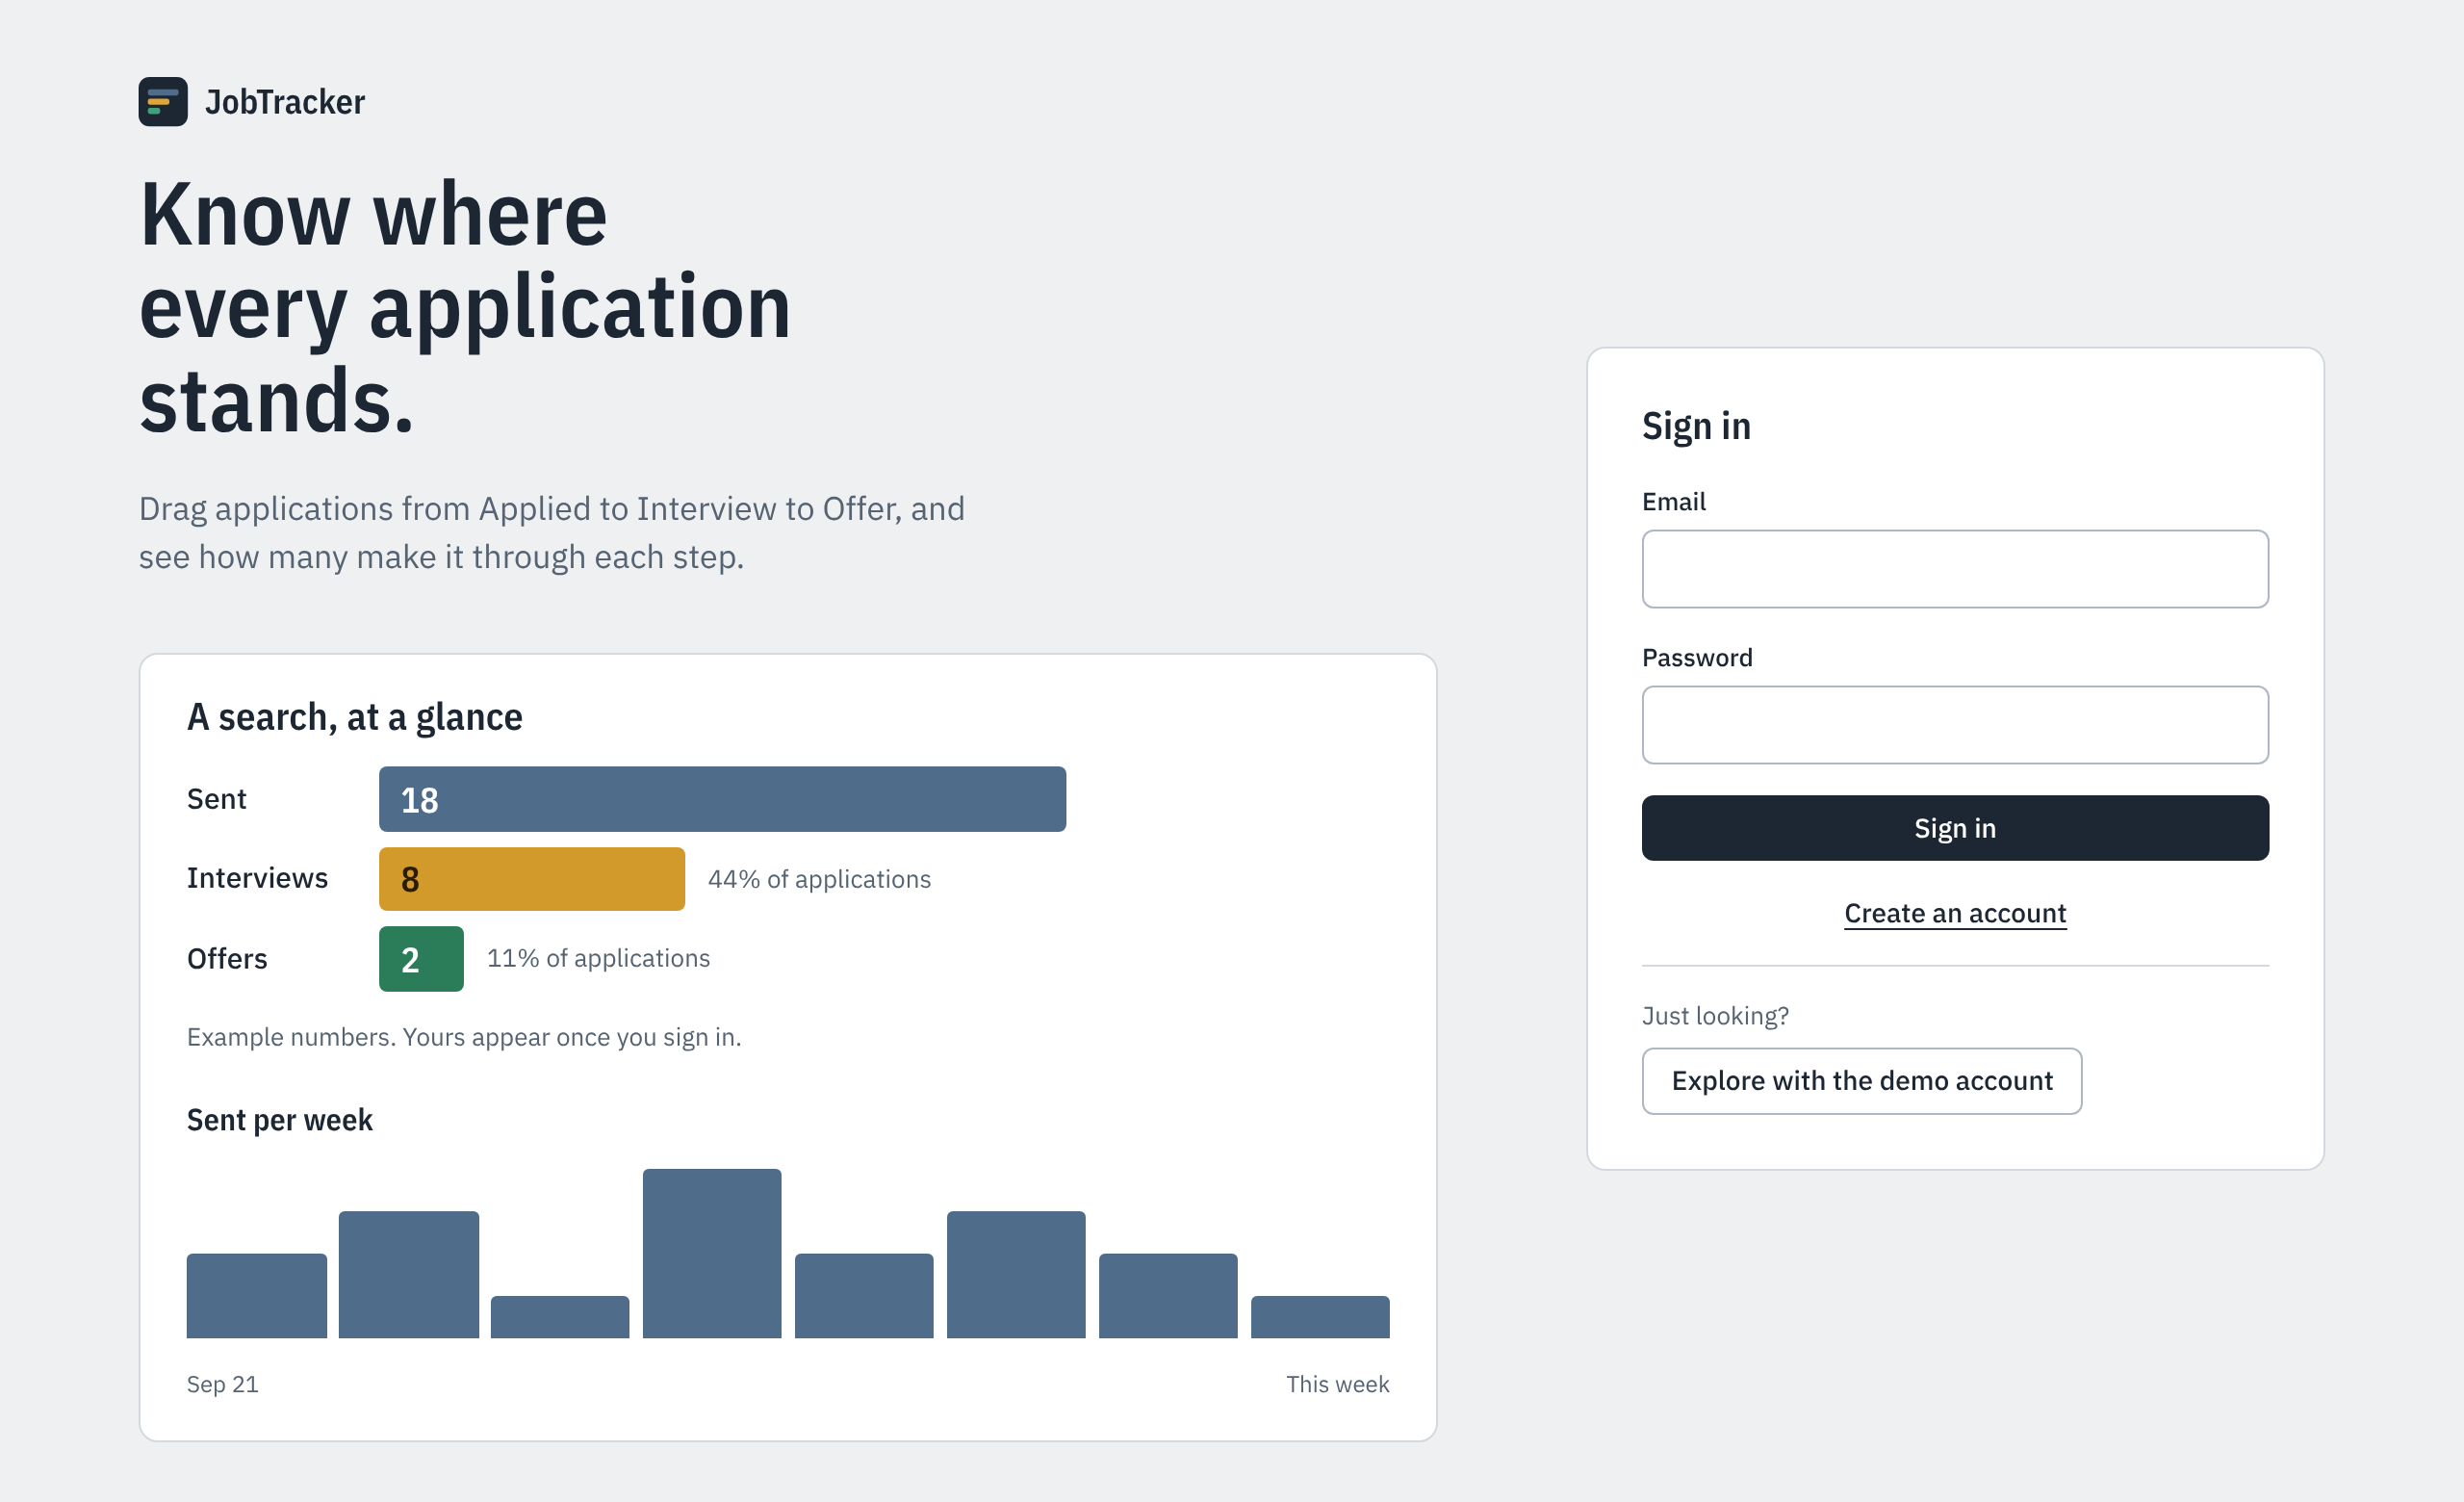 JobTracker
Know where
every application
stands.
Drag applications from Applied to Interview to Offer, and
see how many make it through each step.
A search, at a glance
Sent
18
Interviews
8
44% of applications
Offers
2
11% of applications
Example numbers. Yours appear once you sign in.
Sent per week
Sep 21
This week
Sign in
Email
Password
Sign in
Create an account
Just looking?
Explore with the demo account